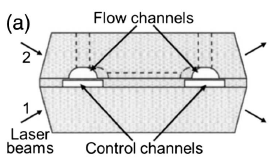 (a)
Flow channels
2
1
Laser
beams
Control channels